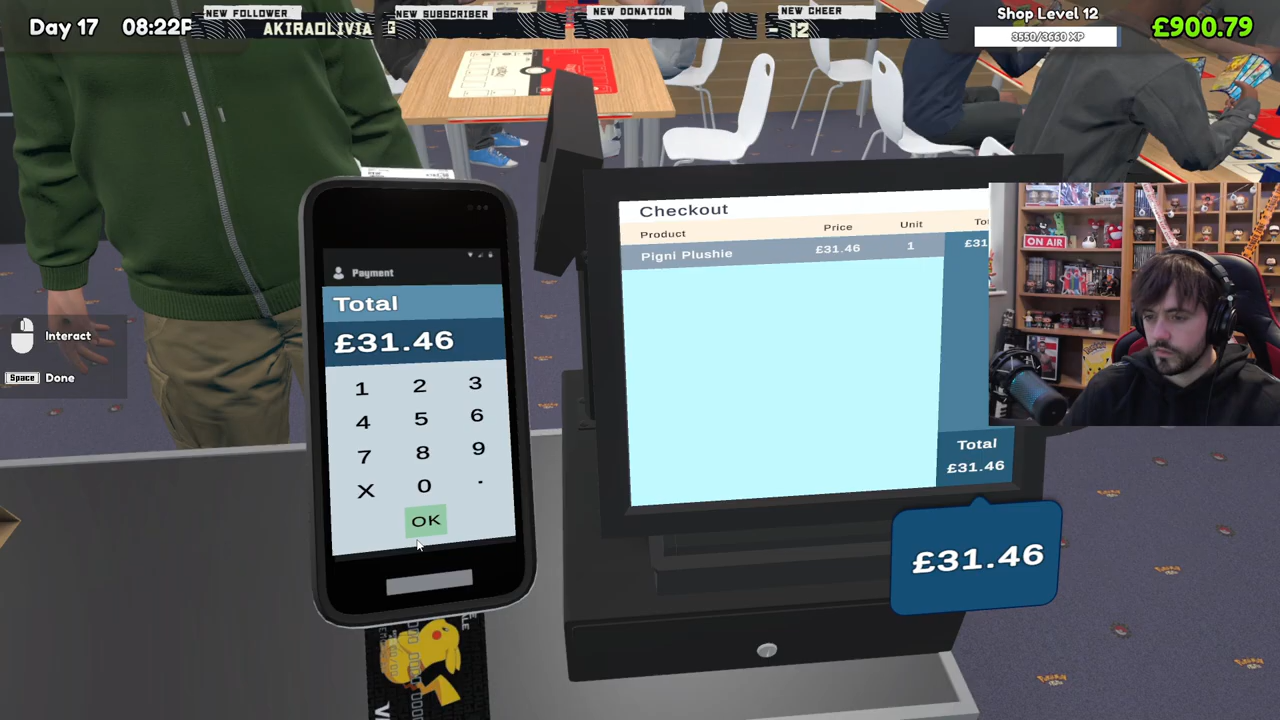 Day 17 08:22P
NEW FOLLOWER
AKIRAOLIVIA
NEW SUBSCRIBER
NEW DONATION
NEW CHEER
12
Shop Level 12
3550/3660 XP
£900.79
Interact
Space Done
Payment
Total
£31.46
1 2 3
4 5 6
7 8 9
X 0 .
OK
Checkout
Product Price Unit
Pigni Plushie £31.46 1 £31
Total
£31.46
£31.46
ON AIR